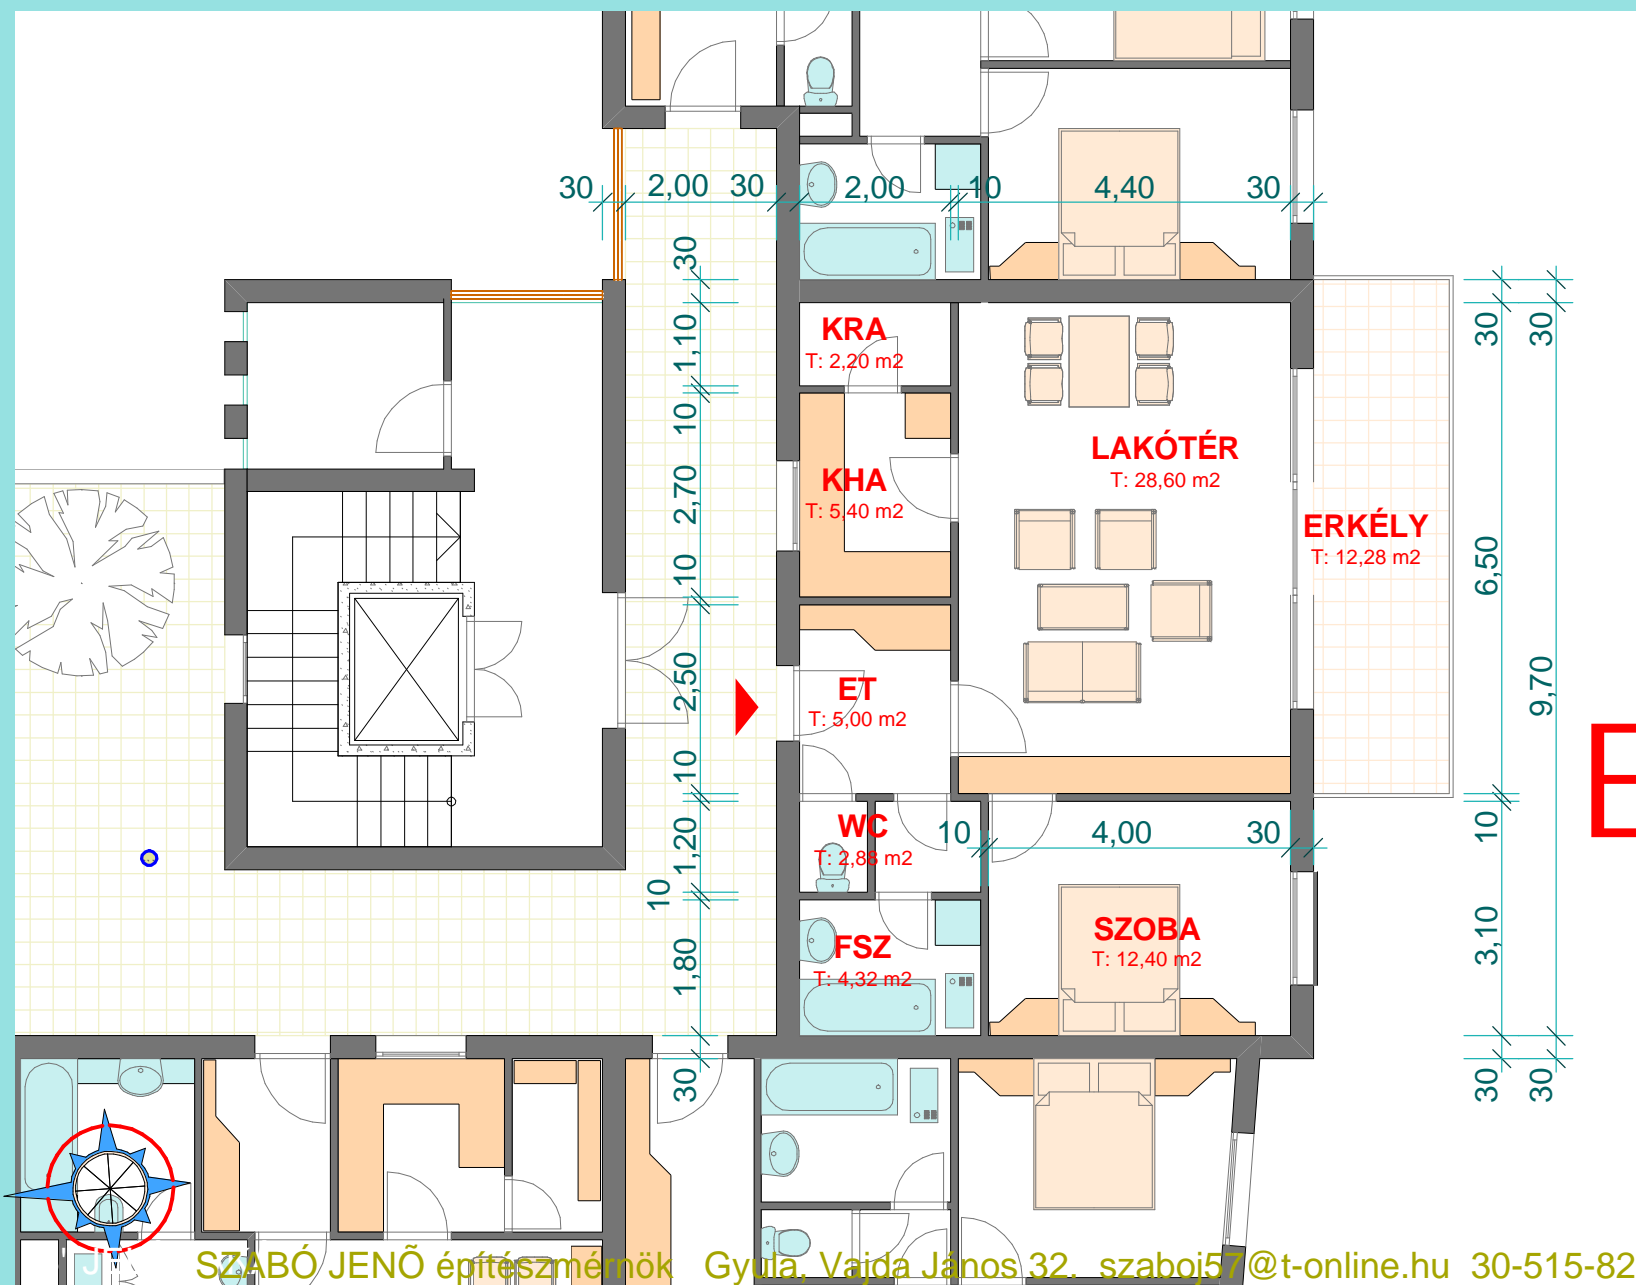 30 2,00 30 2,00 10 4,40 30
30
1,10
10
2,70
10
2,50
10
1,20
10
1,80
30
KRA
T: 2,20 m2
KHA
T: 5,40 m2
LAKÓTÉR
T: 28,60 m2
ERKÉLY
T: 12,28 m2
ET
T: 5,00 m2
WC
T: 2,88 m2
10 4,00 30
FSZ
T: 4,32 m2
SZOBA
T: 12,40 m2
30
6,50
10
3,10
30
30
9,70
30
E
SZABÓ JENÕ építészmérnök Gyula, Vajda János 32. szaboj57@t-online.hu 30-515-82